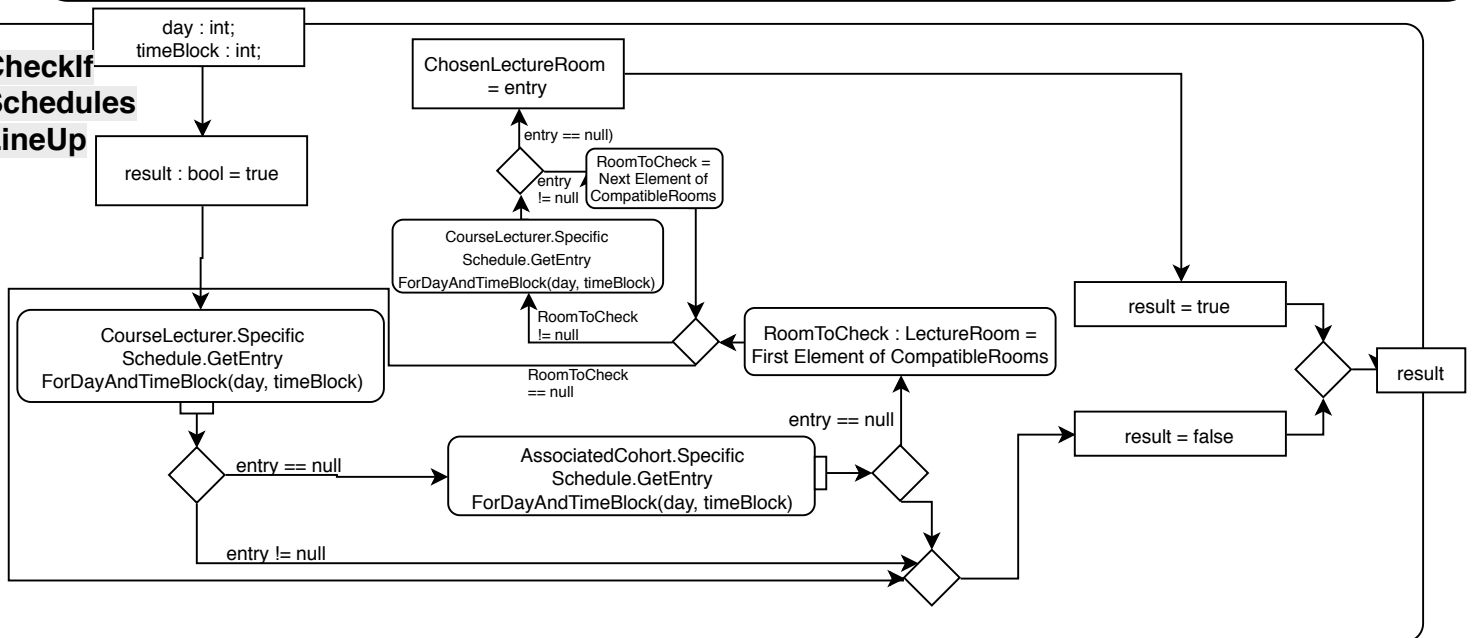 day : int;
timeBlock : int;
CheckIf
Schedules
LineUp
result : bool = true
ChosenLectureRoom
= entry
entry == null)
entry
!= null
RoomToCheck =
Next Element of
CompatibleRooms
CourseLecturer.Specific
Schedule.GetEntry
ForDayAndTimeBlock(day, timeBlock)
RoomToCheck
!= null
RoomToCheck
== null
RoomToCheck : LectureRoom =
First Element of CompatibleRooms
CourseLecturer.Specific
Schedule.GetEntry
ForDayAndTimeBlock(day, timeBlock)
entry == null
entry != null
AssociatedCohort.Specific
Schedule.GetEntry
ForDayAndTimeBlock(day, timeBlock)
entry == null
result = true
result = false
result